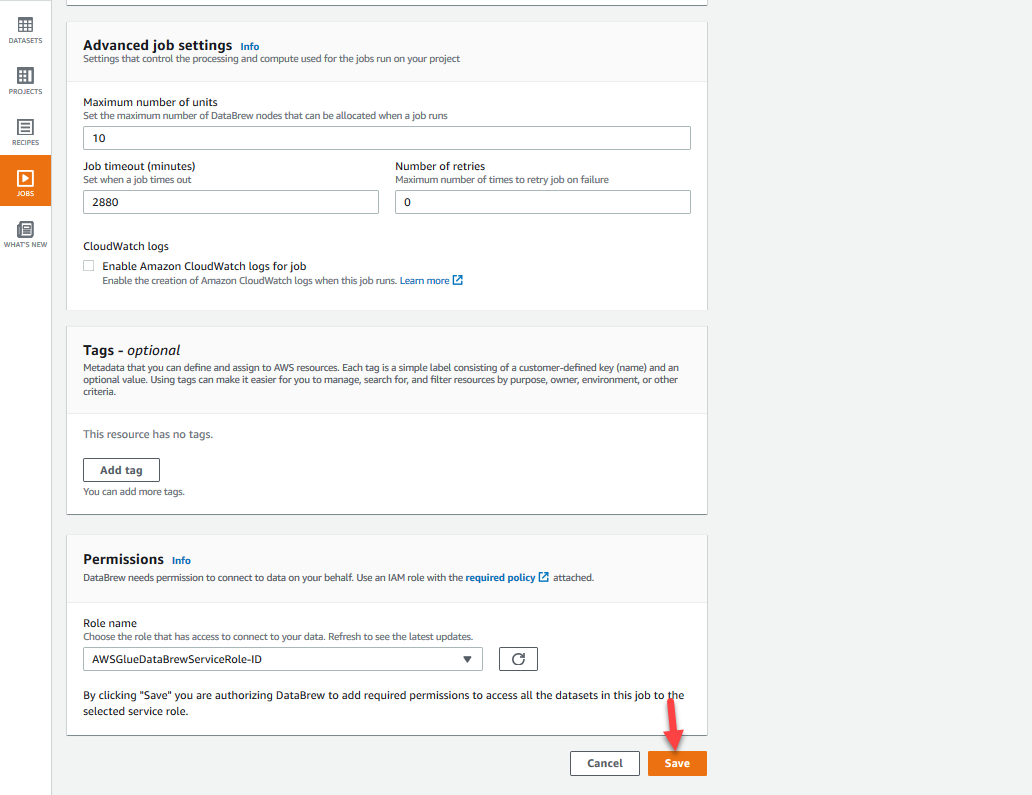 DATASETS
PROJECTS
RECIPES
JOBS
WHAT'S NEW
Advanced job settings Info
Settings that control the processing and compute used for the jobs run on your project
Maximum number of units
Set the maximum number of DataBrew nodes that can be allocated when a job runs
10
Job timeout (minutes)
Set when a job times out
2880
Number of retries
Maximum number of times to retry job on failure
0
CloudWatch logs
Enable Amazon CloudWatch logs for job
Enable the creation of Amazon CloudWatch logs when this job runs. Learn more
Tags - optional
Metadata that you can define and assign to AWS resources. Each tag is a simple label consisting of a customer-defined key (name) and an
optional value. Using tags can make it easier for you to manage, search for, and filter resources by purpose, owner, environment, or other
criteria.
This resource has no tags.
Add tag
You can add more tags.
Permissions Info
DataBrew needs permission to connect to data on your behalf. Use an IAM role with the required policy attached.
Role name
Choose the role that has access to connect to your data. Refresh to see the latest updates.
AWSGlueDataBrewServiceRole-ID
By clicking "Save" you are authorizing DataBrew to add required permissions to access all the datasets in this job to the
selected service role.
Cancel
Save